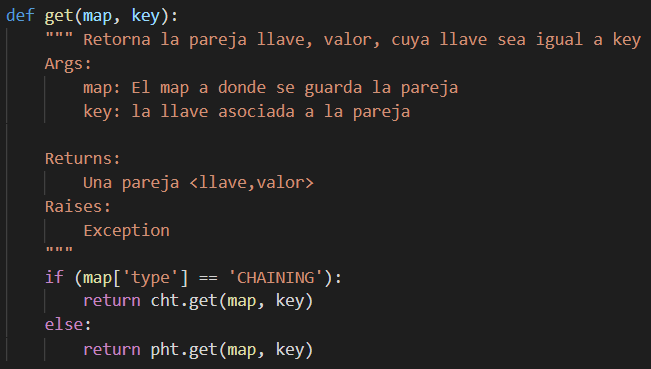 def get(map, key):
    """ Retorna la pareja llave, valor, cuya llave sea igual a key
    Args:
        map: El map a donde se guarda la pareja
        key: la llave asociada a la pareja

    Returns:
        Una pareja <llave,valor>
    Raises:
        Exception
    """
    if (map['type'] == 'CHAINING'):
        return cht.get(map, key)
    else:
        return pht.get(map, key)